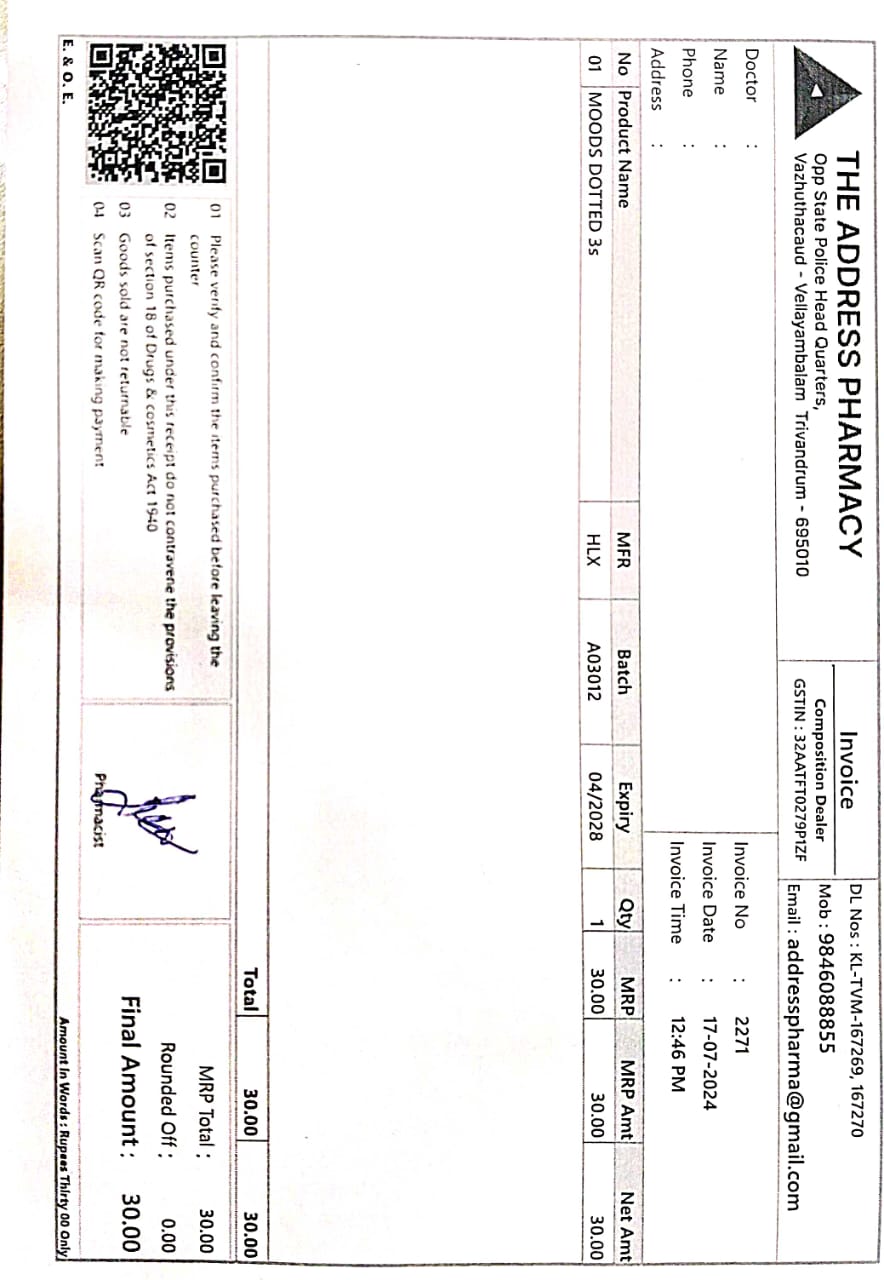 THE ADDRESS PHARMACY
Opp State Police Head Quarters,
Vazhuthacaud - Vellayambalam Trivandrum - 695010
Invoice
Composition Dealer
GSTIN : 32AATFT0279P1ZF
DL Nos : KL-TVM-167269, 167270
Mob : 9846088855
Email : addresspharma@gmail.com
Doctor :
Name :
Phone :
Address :
Invoice No : 2271
Invoice Date : 17-07-2024
Invoice Time : 12:46 PM
No Product Name MFR Batch Expiry Qty MRP MRP Amt Net Amt
01 MOODS DOTTED 3s HLX A03012 04/2028 1 30.00 30.00 30.00
Total 30.00 30.00
01 Please verify and confirm the items purchased before leaving the
counter
02 Items purchased under this receipt do not contravene the provisions
of section 18 of Drugs & cosmetics Act 1940
03 Goods sold are not returnable
04 Scan QR code for making payment
Pharmacist
MRP Total : 30.00
Rounded Off : 0.00
Final Amount : 30.00
E. & O. E.
Amount In Words : Rupees Thirty 00 Only